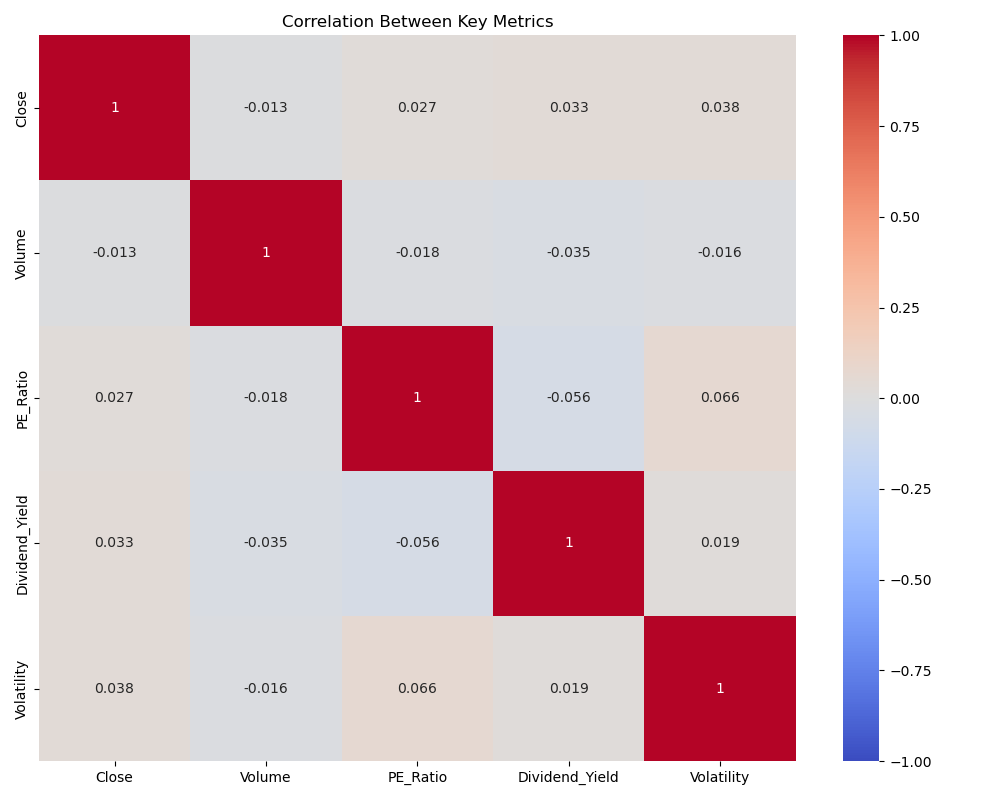 Correlation Between Key Metrics
Close 1 -0.013 0.027 0.033 0.038
Volume -0.013 1 -0.018 -0.035 -0.016
PE_Ratio 0.027 -0.018 1 -0.056 0.066
Dividend_Yield 0.033 -0.035 -0.056 1 0.019
Volatility 0.038 -0.016 0.066 0.019 1
Close Volume PE_Ratio Dividend_Yield Volatility
1.00
0.75
0.50
0.25
0.00
−0.25
−0.50
−0.75
−1.00